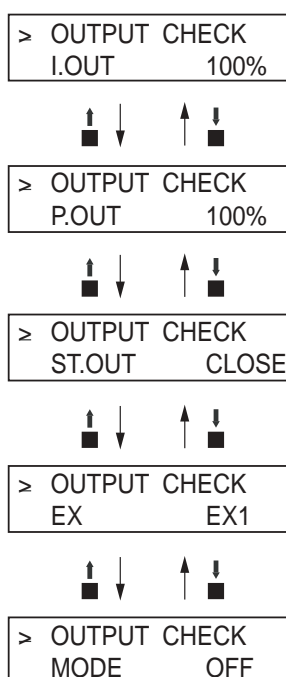 ≥ OUTPUT CHECK
I.OUT 100%
≥ OUTPUT CHECK
P.OUT 100%
≥ OUTPUT CHECK
ST.OUT CLOSE
≥ OUTPUT CHECK
EX EX1
≥ OUTPUT CHECK
MODE OFF